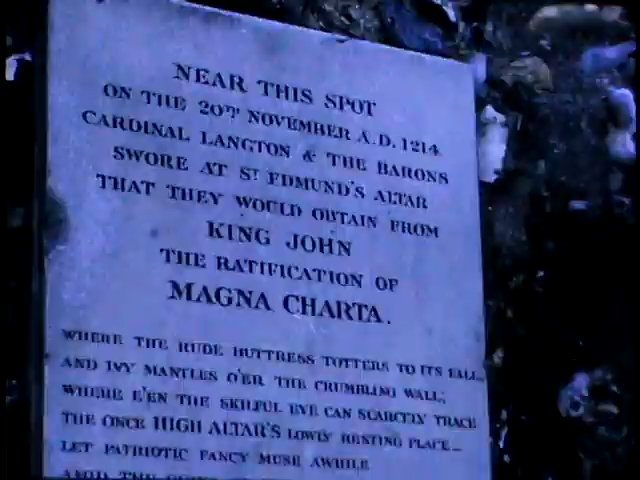 NEAR THIS SPOT
ON THE 20TH NOVEMBER A.D. 1214
CARDINAL LANGTON & THE BARONS
SWORE AT ST EDMUND'S ALTAR
THAT THEY WOULD OBTAIN FROM
KING JOHN
THE RATIFICATION OF
MAGNA CHARTA.
WHERE THE RUDE BUTTRESS TOTTERS TO ITS FALL,
AND IVY MANTLES O'ER THE CRUMBLING WALL;
WHERE E'EN THE SKILFUL EYE CAN SCARCELY TRACE
THE ONCE HIGH ALTAR'S LOWLY RESTING PLACE_
LET PATRIOTIC FANCY MUSE AWHILE
AMID THE